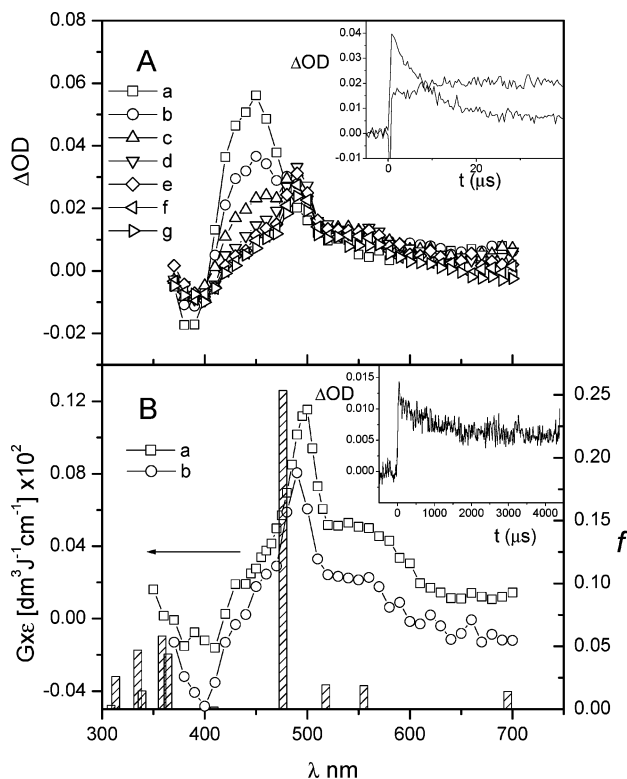 A
a
b
c
d
e
f
g
ΔOD
0.08
0.06
0.04
0.02
0.00
-0.02
ΔOD
0.04
0.03
0.02
0.01
0.00
-0.01
0
20
t (μs)
B
a
b
Gxε [dm³J⁻¹cm⁻¹] x10²
0.12
0.08
0.04
0.00
-0.04
ΔOD
0.015
0.010
0.005
0.000
0 1000 2000 3000 4000
t (μs)
0.25
0.20
0.15
0.10
0.05
0.00
f
300 400 500 600 700
λ nm